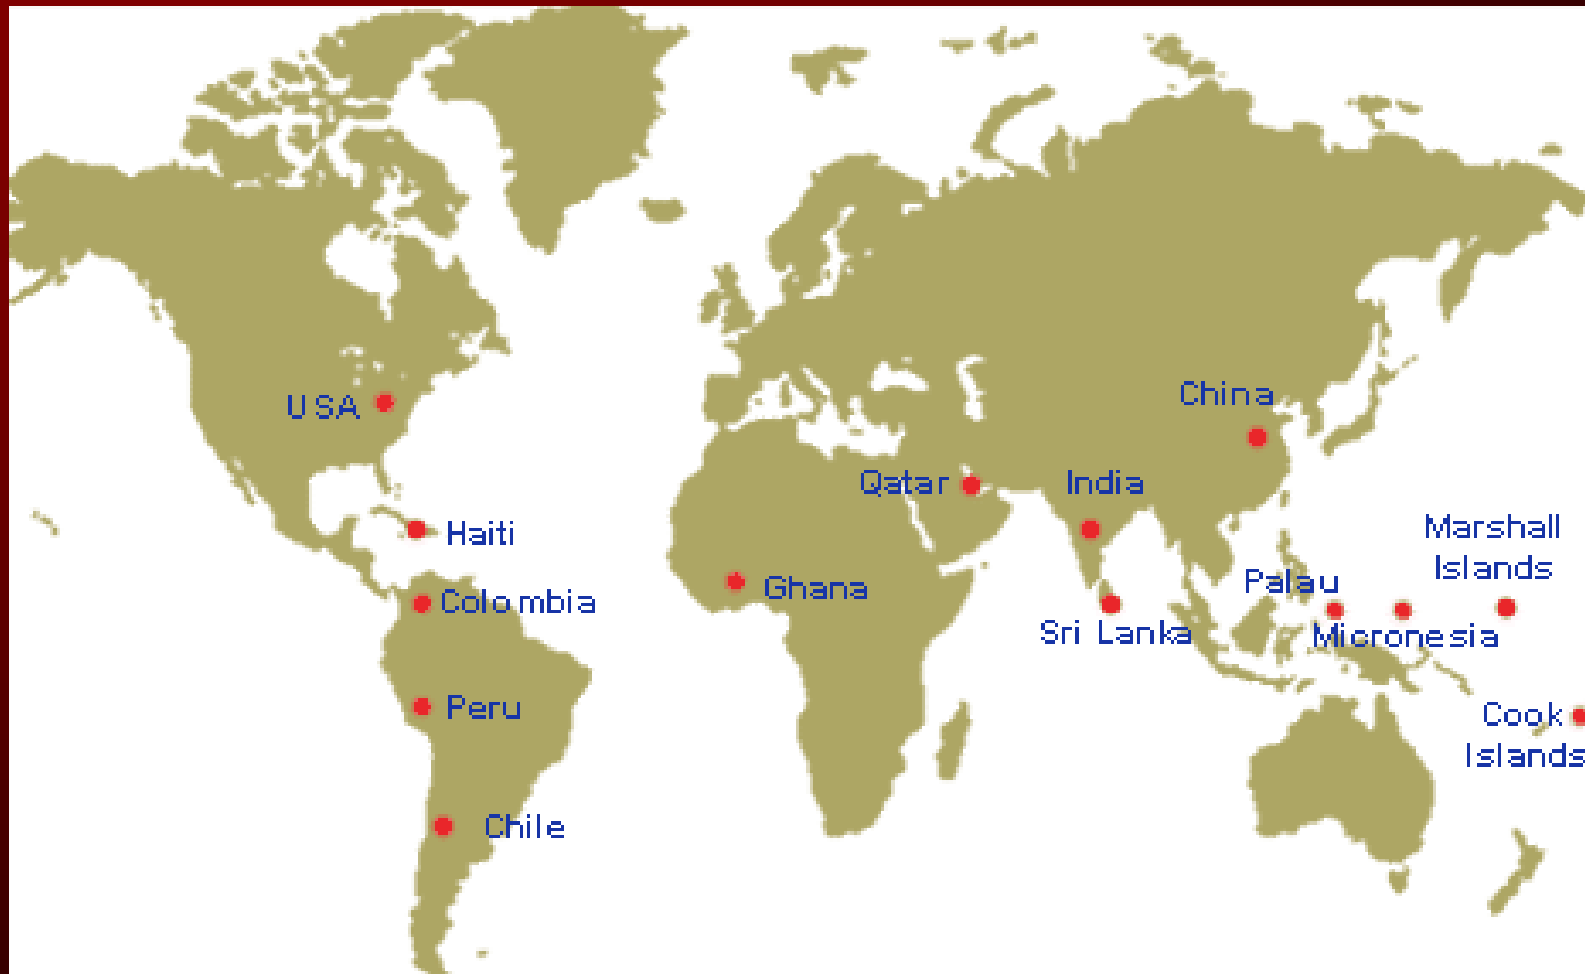 China
USA
Qatar
India
Haiti
Marshall
Islands
Palau
Ghana
Colombia
Sri Lanka
Micronesia
Peru
Cook
Islands
Chile